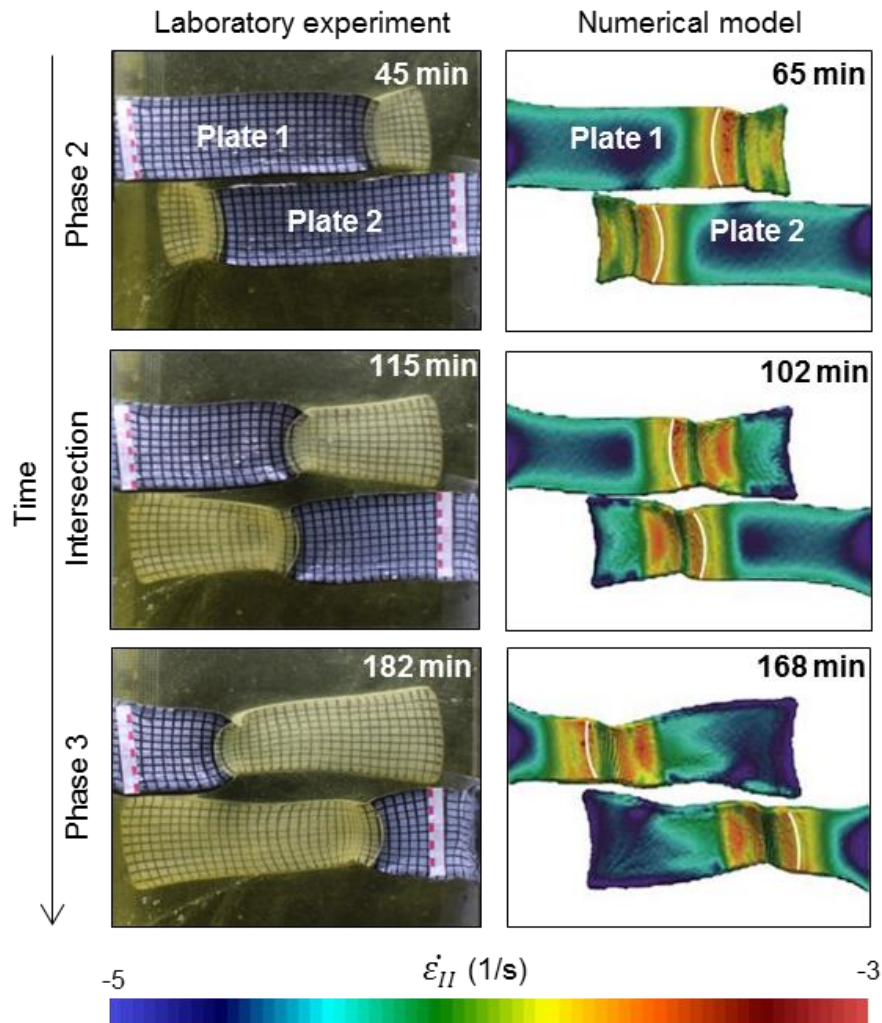 Laboratory experiment
Numerical model
Time
Phase 2
45 min
Plate 1
Plate 2
65 min
Plate 1
Plate 2
Intersection
115 min
102 min
Phase 3
182 min
168 min
-5
ε̇II (1/s)
-3